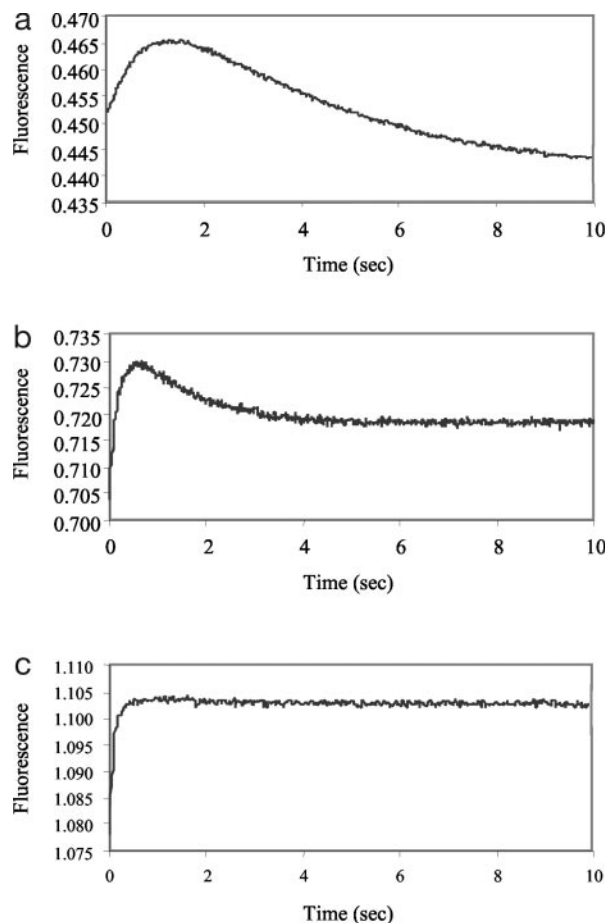 a
Fluorescence
0.470
0.465
0.460
0.455
0.450
0.445
0.440
0.435
0 2 4 6 8 10
Time (sec)
b
Fluorescence
0.735
0.730
0.725
0.720
0.715
0.710
0.705
0.700
0 2 4 6 8 10
Time (sec)
c
Fluorescence
1.110
1.105
1.100
1.095
1.090
1.085
1.080
1.075
0 2 4 6 8 10
Time (sec)